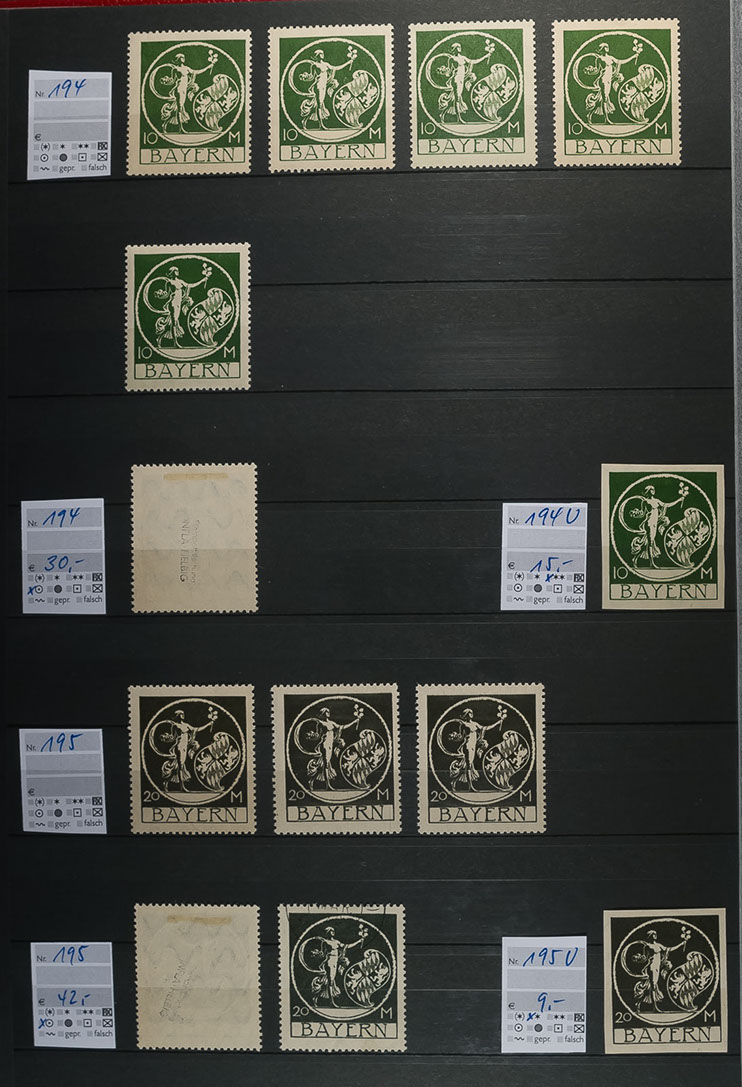 Nr. 194
€
(*) * **
gepr. falsch
10 M
BAYERN
10 M
BAYERN
10 M
BAYERN
10 M
BAYERN
10 M
BAYERN
Nr. 194
€ 30,-
(*) * **
x
gepr. falsch
INFLA
Nr. 194 U
€ 15,-
(*) * **
x
gepr. falsch
10 M
BAYERN
Nr. 195
€
(*) * **
gepr. falsch
20 M
BAYERN
20 M
BAYERN
20 M
BAYERN
Nr. 195
€ 42,-
(*) * **
x
gepr. falsch
20 M
BAYERN
Nr. 195 U
€ 9,-
(*) * **
x
gepr. falsch
20 M
BAYERN